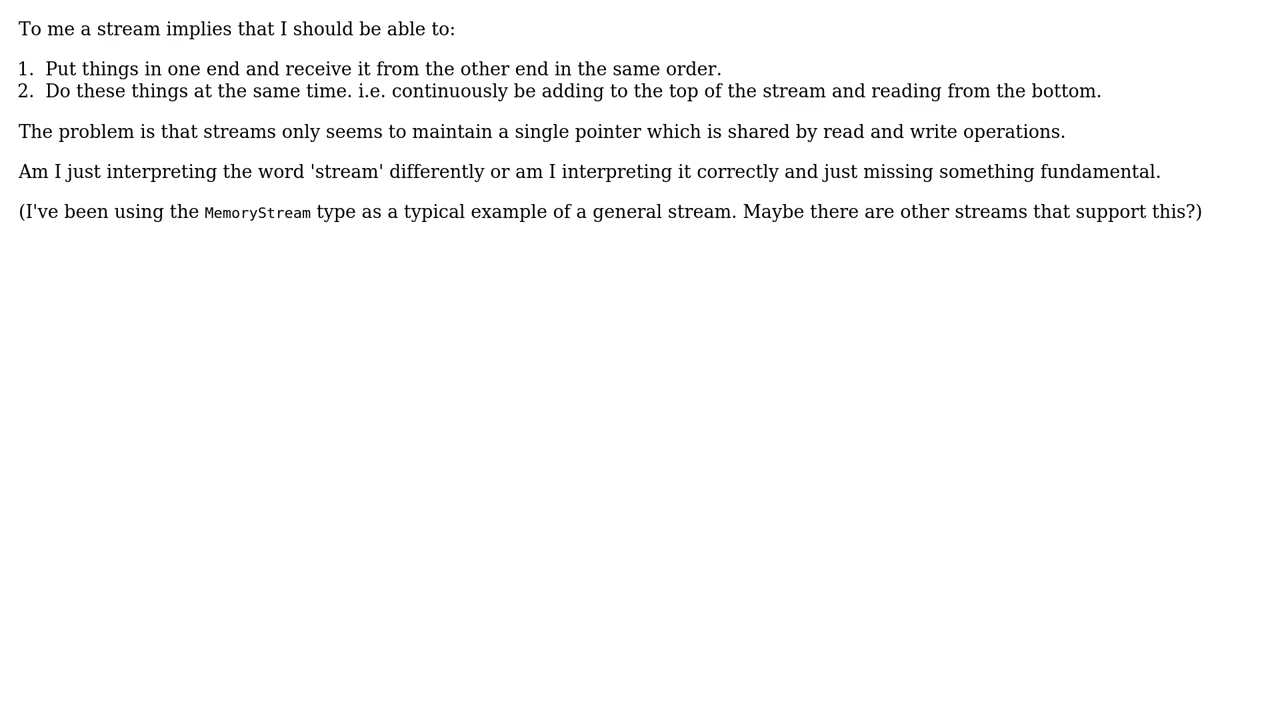 To me a stream implies that I should be able to:
1. Put things in one end and receive it from the other end in the same order.
2. Do these things at the same time. i.e. continuously be adding to the top of the stream and reading from the bottom.
The problem is that streams only seems to maintain a single pointer which is shared by read and write operations.
Am I just interpreting the word 'stream' differently or am I interpreting it correctly and just missing something fundamental.
(I've been using the MemoryStream type as a typical example of a general stream. Maybe there are other streams that support this?)